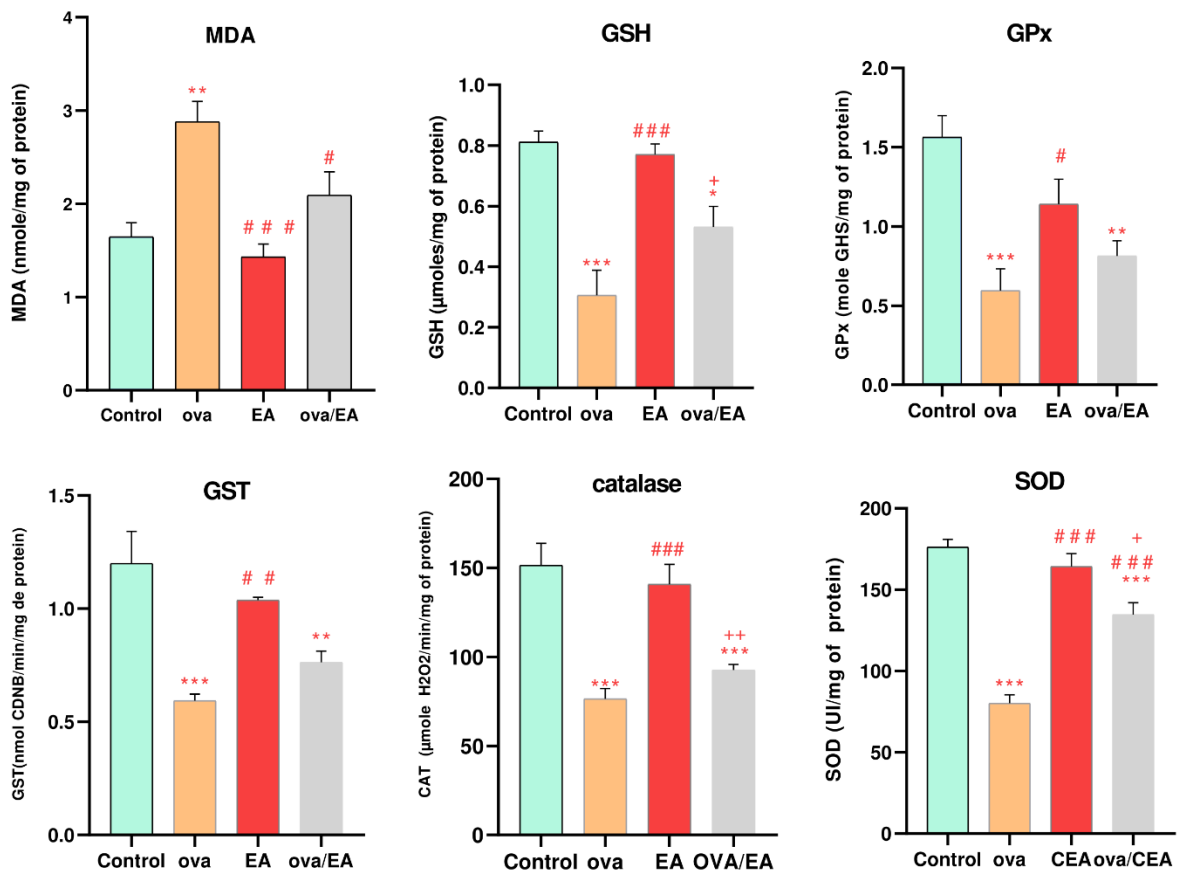 MDA
MDA (nmole/mg of protein)
4
3
2
1
0
**
# # #
#
Control ova EA ova/EA
GSH
GSH (µmoles/mg of protein)
1.0
0.8
0.6
0.4
0.2
0.0
***
###
+
*
Control ova EA ova/EA
GPx
GPx (mole GHS/mg of protein)
2.0
1.5
1.0
0.5
0.0
***
#
**
Control ova EA ova/EA
GST
GST(nmol CDNB/min/mg de protein)
1.5
1.0
0.5
0.0
***
# #
**
Control ova EA ova/EA
catalase
CAT (µmole H2O2/min/mg of protein)
200
150
100
50
0
***
###
++
***
Control ova EA OVA/EA
SOD
SOD (UI/mg of protein)
200
150
100
50
0
***
# # #
+
# # #
***
Control ova CEA ova/CEA